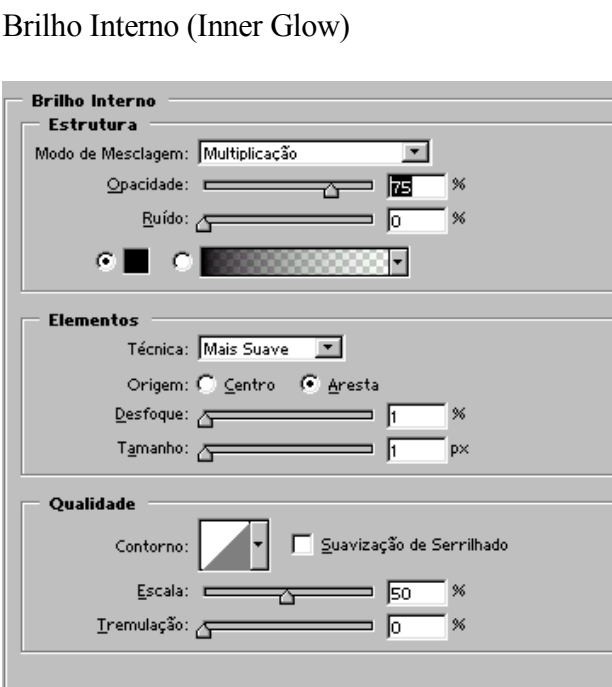 Brilho Interno (Inner Glow)
Brilho Interno
Estrutura
Modo de Mesclagem: Multiplicação
Opacidade: 75 %
Ruído: 0 %
Elementos
Técnica: Mais Suave
Origem: Centro Aresta
Desfoque: 1 %
Tamanho: 1 px
Qualidade
Contorno: Suavização de Serrilhado
Escala: 50 %
Tremulação: 0 %